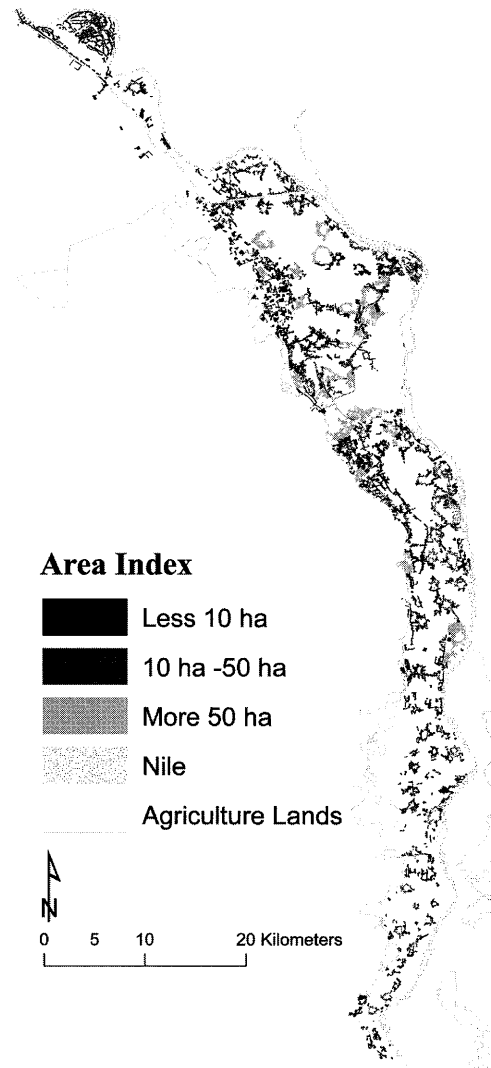 Area Index
Less 10 ha
10 ha -50 ha
More 50 ha
Nile
Agriculture Lands
N
0 5 10 20 Kilometers